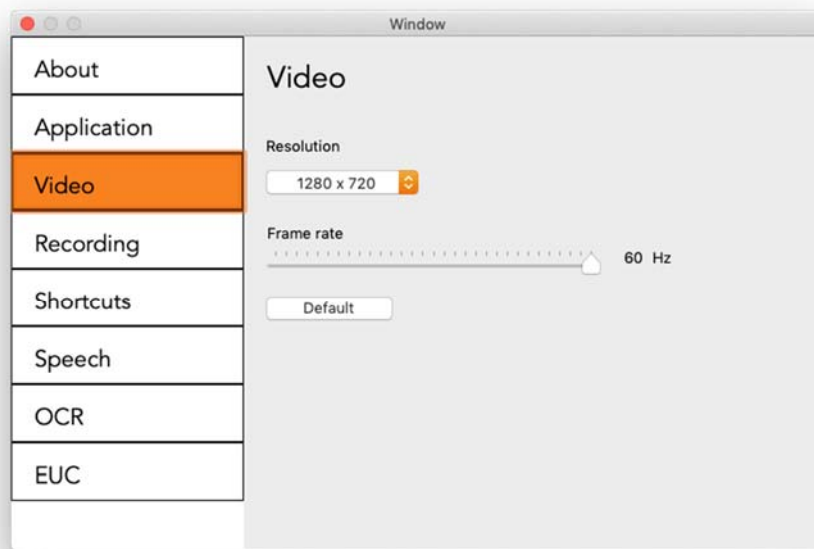 Window
About
Application
Video
Recording
Shortcuts
Speech
OCR
EUC
Video
Resolution
1280 x 720
Frame rate
60 Hz
Default